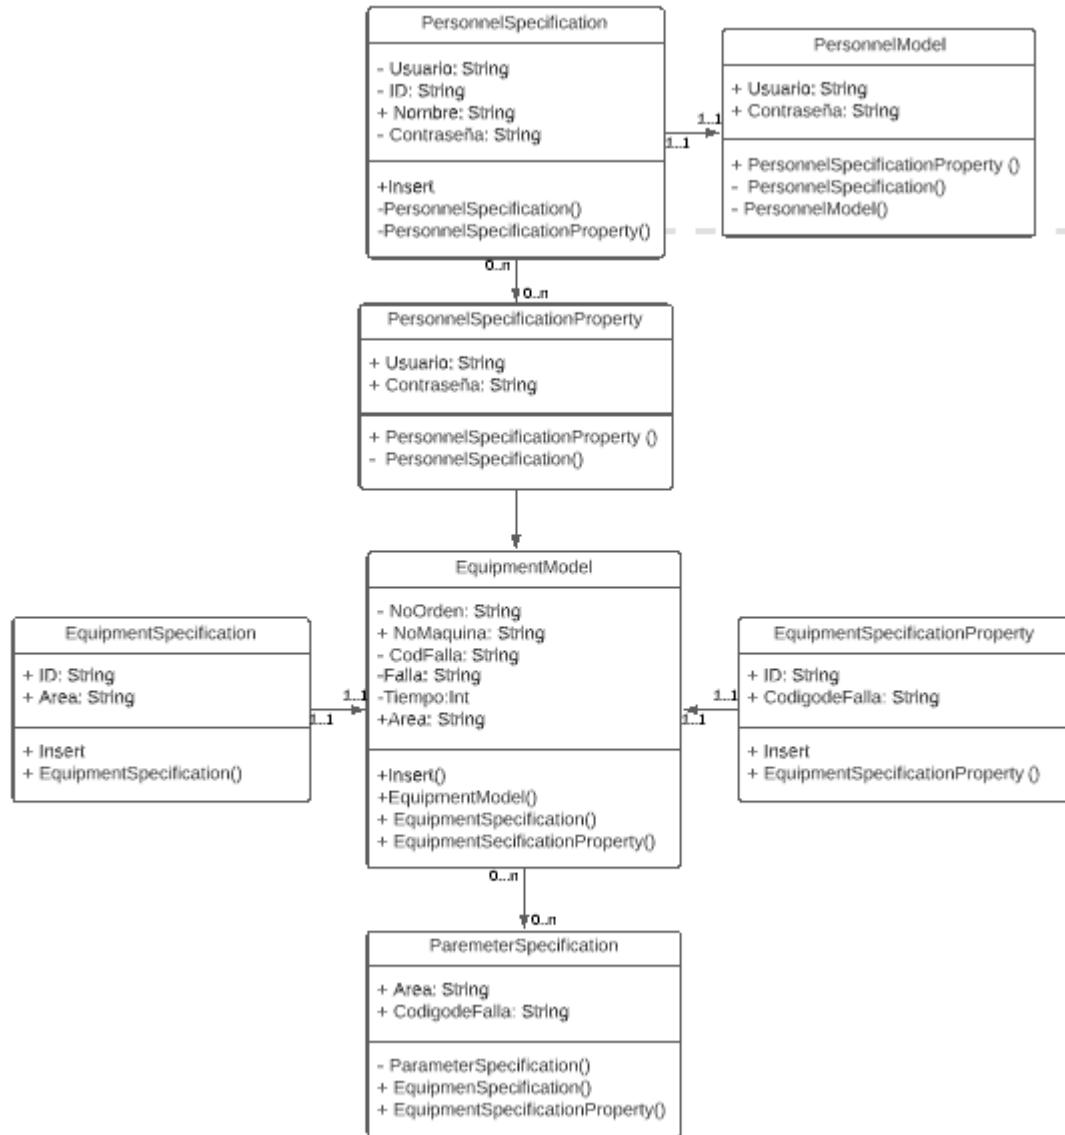 PersonnelSpecification
- Usuario: String
- ID: String
+ Nombre: String
- Contraseña: String
+Insert
-PersonnelSpecification()
-PersonnelSpecificationProperty()
1..1
1..1
PersonnelModel
+ Usuario: String
+ Contraseña: String
+ PersonnelSpecificationProperty ()
- PersonnelSpecification()
- PersonnelModel()
0..n
0..n
PersonnelSpecificationProperty
+ Usuario: String
+ Contraseña: String
+ PersonnelSpecificationProperty ()
- PersonnelSpecification()
EquipmentSpecification
+ ID: String
+ Area: String
+ Insert
+ EquipmentSpecification()
1..1
1..1
EquipmentModel
- NoOrden: String
+ NoMaquina: String
- CodFalla: String
-Falla: String
-Tiempo:Int
+Area: String
+Insert()
+EquipmentModel()
+ EquipmentSpecification()
+ EquipmentSecificationProperty()
1..1
1..1
EquipmentSpecificationProperty
+ ID: String
+ CodigodeFalla: String
+ Insert
+ EquipmentSpecificationProperty ()
0...n
0..n
ParemeterSpecification
+ Area: String
+ CodigodeFalla: String
- ParameterSpecification()
+ EquipmenSpecification()
+ EquipmentSpecificationProperty()